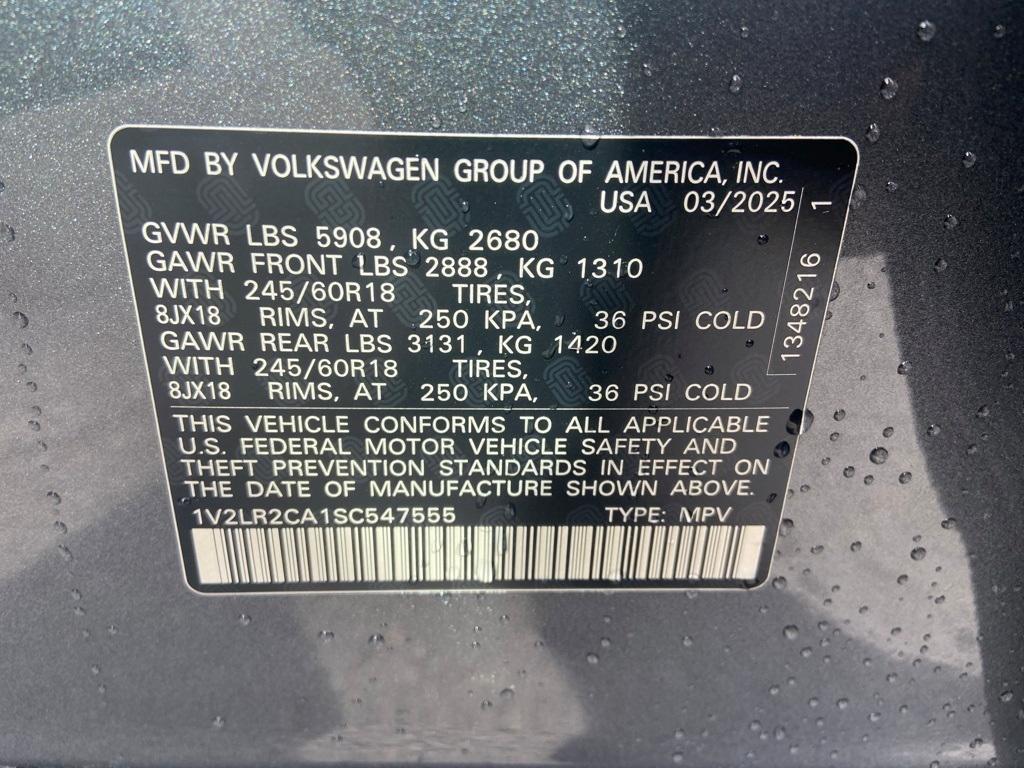 MFD BY VOLKSWAGEN GROUP OF AMERICA, INC.
USA 03/2025
GVWR LBS 5908, KG 2680
GAWR FRONT LBS 2888, KG 1310
WITH 245/60R18 TIRES,
8JX18 RIMS, AT 250 KPA, 36 PSI COLD
GAWR REAR LBS 3131, KG 1420
WITH 245/60R18 TIRES,
8JX18 RIMS, AT 250 KPA, 36 PSI COLD
1348216 1
THIS VEHICLE CONFORMS TO ALL APPLICABLE
U.S. FEDERAL MOTOR VEHICLE SAFETY AND
THEFT PREVENTION STANDARDS IN EFFECT ON
THE DATE OF MANUFACTURE SHOWN ABOVE.
1V2LR2CA1SC547555 TYPE: MPV